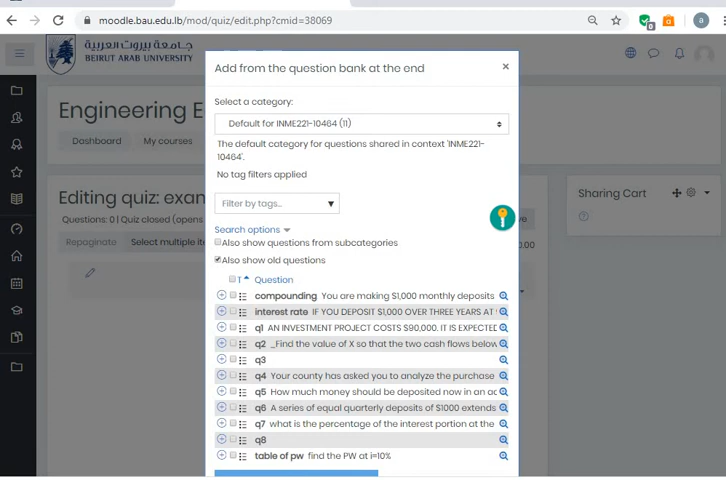 moodle.bau.edu.lb/mod/quiz/edit.php?cmid=38069
a
جامعة بيروت العربية
BEIRUT ARAB UNIVERSITY
Add from the question bank at the end
×
Select a category:
Engineering E
Default for INME221-10464 (11)
Dashboard
My courses
The default category for questions shared in context 'INME221-
10464'.
No tag filters applied
Editing quiz: exan
Sharing Cart
Filter by tags...
Questions: 0 | Quiz closed (opens
Search options
Repaginate
Select multiple ite
Also show questions from subcategories
0.00
Also show old questions
T
Question
compounding You are making $1,000 monthly deposits
interest rate IF YOU DEPOSIT $1,000 OVER THREE YEARS AT
q1 AN INVESTMENT PROJECT COSTS $90,000. IT IS EXPECTED
q2 _Find the value of X so that the two cash flows below
q3
q4 Your county has asked you to analyze the purchase
q5 How much money should be deposited now in an ac
q6 A series of equal quarterly deposits of $1000 extends
q7 what is the percentage of the interest portion at the
q8
table of pw find the PW at i=10%